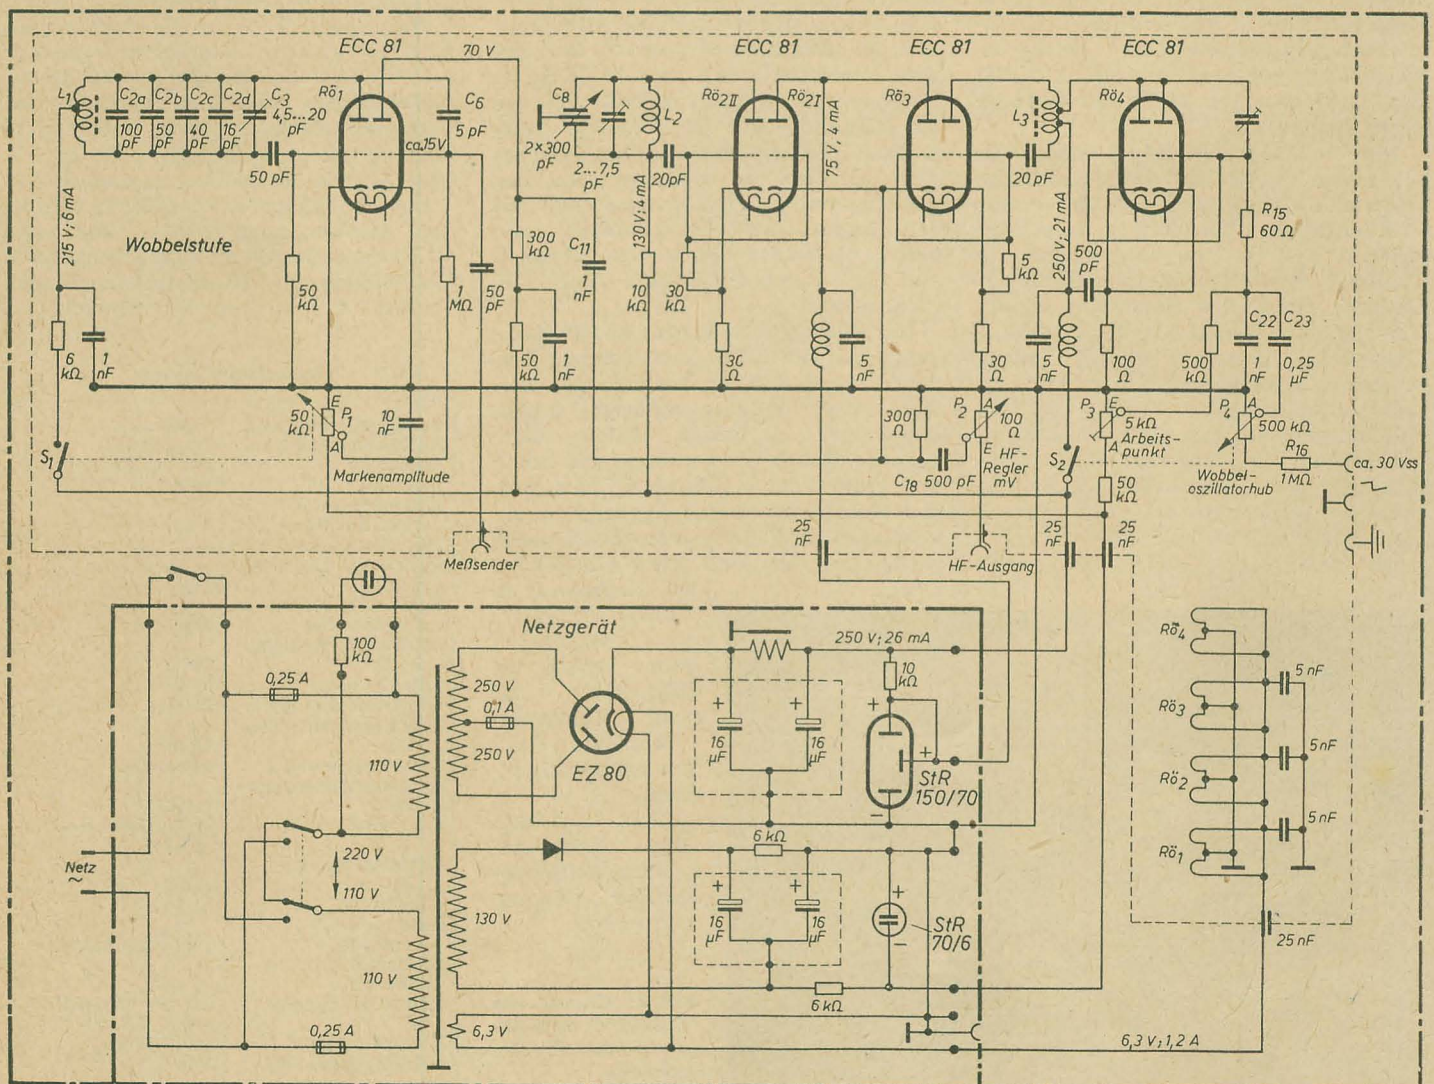 ECC 81
70 V
ECC 81
ECC 81
ECC 81
L1
C2a
C2b
C2c
C2d
C3
4,5...20
pF
100
pF
50
pF
40
pF
16
pF
50 pF
Rö1
C6
5 pF
ca.15V
C8
2×300
pF
2...7,5
pF
L2
20pF
Rö2II
Rö2I
75 V, 4 mA
Rö3
L3
20 pF
Rö4
R15
60 Ω
215 V; 6 mA
Wobbelstufe
50
kΩ
1
MΩ
50
pF
300
kΩ
C11
1
nF
130V; 4 mA
10
kΩ
30
kΩ
5
kΩ
250 V; 21 mA
500
pF
6
kΩ
1
nF
50
kΩ
1
nF
30
Ω
5
nF
30
Ω
5
nF
100
Ω
500
kΩ
C22
1
nF
C23
0,25
µF
S1
50
kΩ
E
P1
A
10
nF
Markenamplitude
300
Ω
C18 500 pF
P2
A
100
Ω
E
HF-
Regler
mV
S2
P3
E
A
5 kΩ
Arbeits-
punkt
50
kΩ
P4
A
500 kΩ
Wobbel-
oszillatorhub
R16
1MΩ
ca. 30 Vss
Meßsender
25
nF
HF-Ausgang
25
nF
25
nF
100
kΩ
Netzgerät
0,25 A
250 V
0,1 A
250 V
EZ 80
250 V; 26 mA
10
kΩ
+
+
16
µF
16
µF
+
+
StR
150/70
−
110 V
220 V
110 V
Netz
~
110 V
0,25 A
6 kΩ
130 V
+
+
16
µF
16
µF
+
−
StR
70/6
6 kΩ
6,3 V
6,3 V; 1,2 A
Rö4
5 nF
Rö3
5nF
Rö2
5 nF
Rö1
25 nF